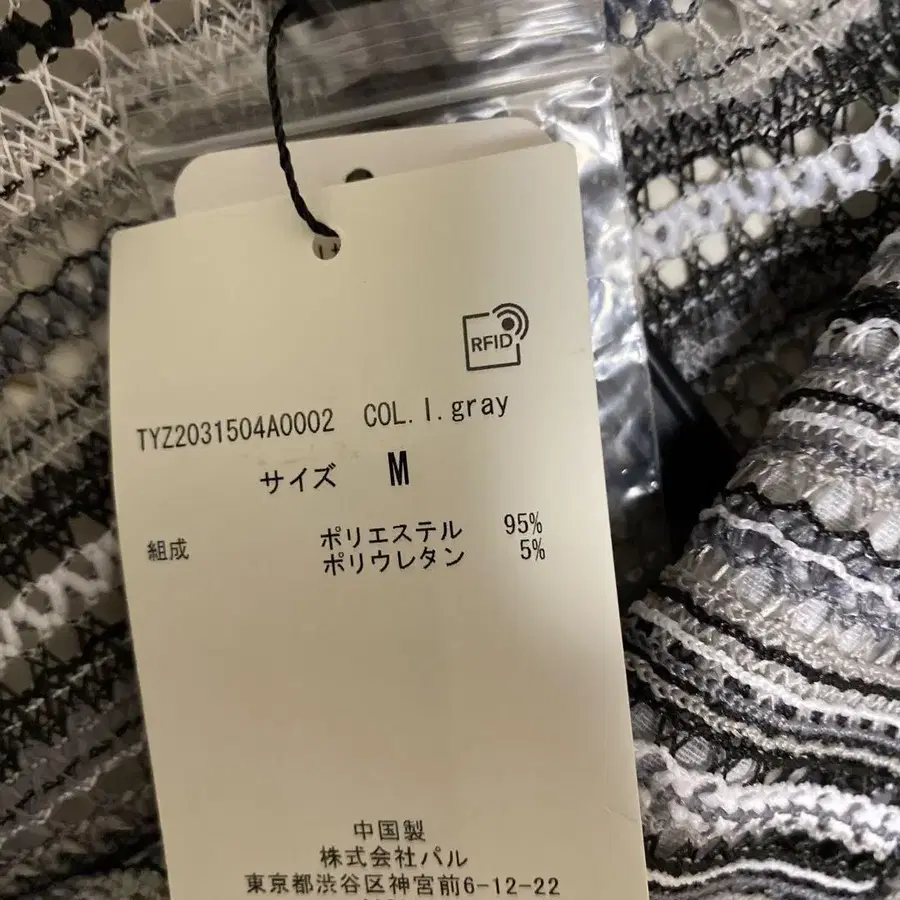 RFID
TYZ2031504A0002 COL.l.gray
サイズ M
組成 ポリエステル 95%
ポリウレタン 5%
中国製
株式会社パル
東京都渋谷区神宮前6-12-22